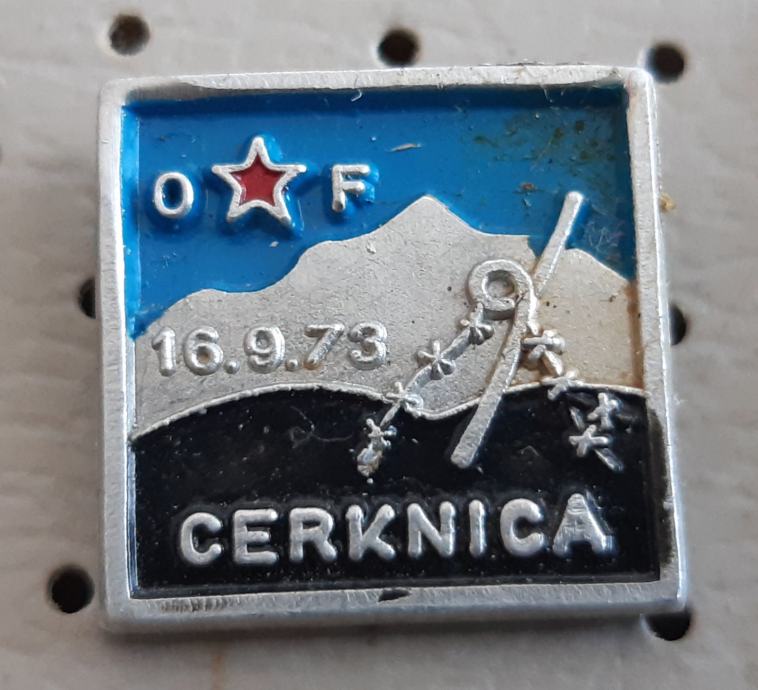 O F
16.9.73
CERKNICA